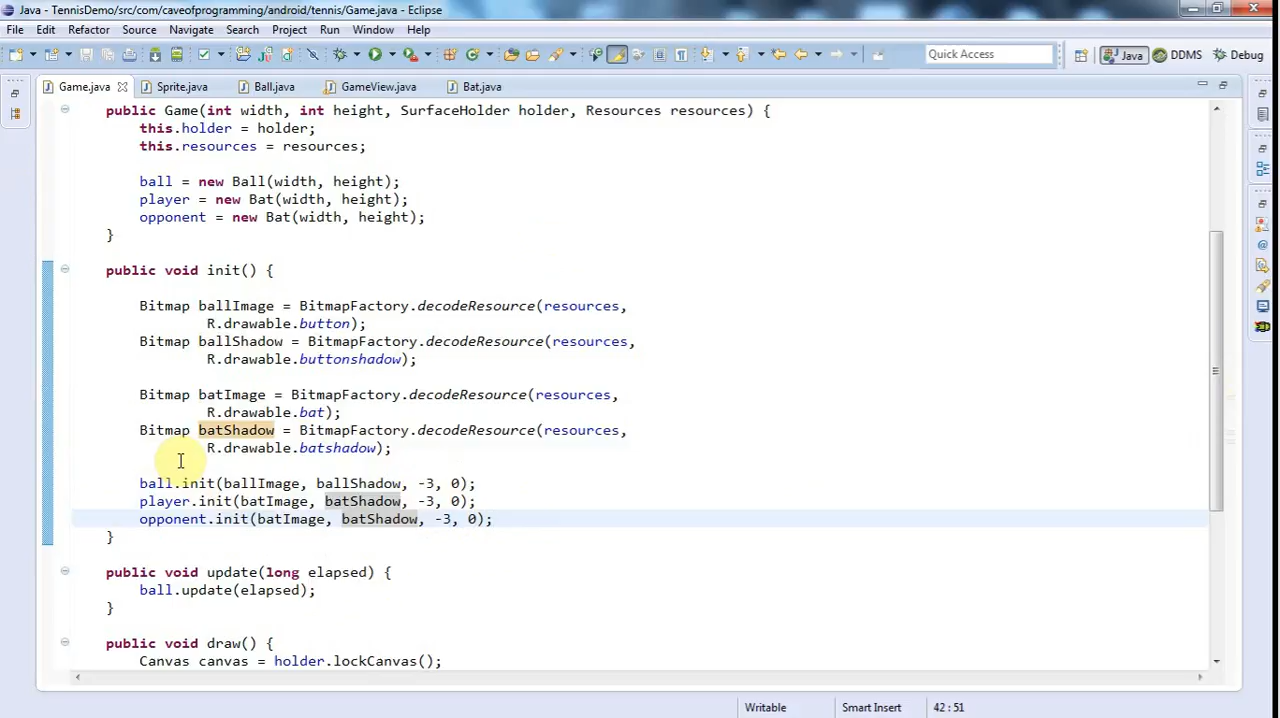 Java - TennisDemo/src/com/caveofprogramming/android/tennis/Game.java - Eclipse
File Edit Refactor Source Navigate Search Project Run Window Help
Quick Access Java DDMS Debug
Game.java Sprite.java Ball.java GameView.java Bat.java
public Game(int width, int height, SurfaceHolder holder, Resources resources) {
this.holder = holder;
this.resources = resources;
ball = new Ball(width, height);
player = new Bat(width, height);
opponent = new Bat(width, height);
}
public void init() {
Bitmap ballImage = BitmapFactory.decodeResource(resources,
R.drawable.button);
Bitmap ballShadow = BitmapFactory.decodeResource(resources,
R.drawable.buttonshadow);
Bitmap batImage = BitmapFactory.decodeResource(resources,
R.drawable.bat);
Bitmap batShadow = BitmapFactory.decodeResource(resources,
R.drawable.batshadow);
ball.init(ballImage, ballShadow, -3, 0);
player.init(batImage, batShadow, -3, 0);
opponent.init(batImage, batShadow, -3, 0);
}
public void update(long elapsed) {
ball.update(elapsed);
}
public void draw() {
Canvas canvas = holder.lockCanvas();
Writable Smart Insert 42 : 51